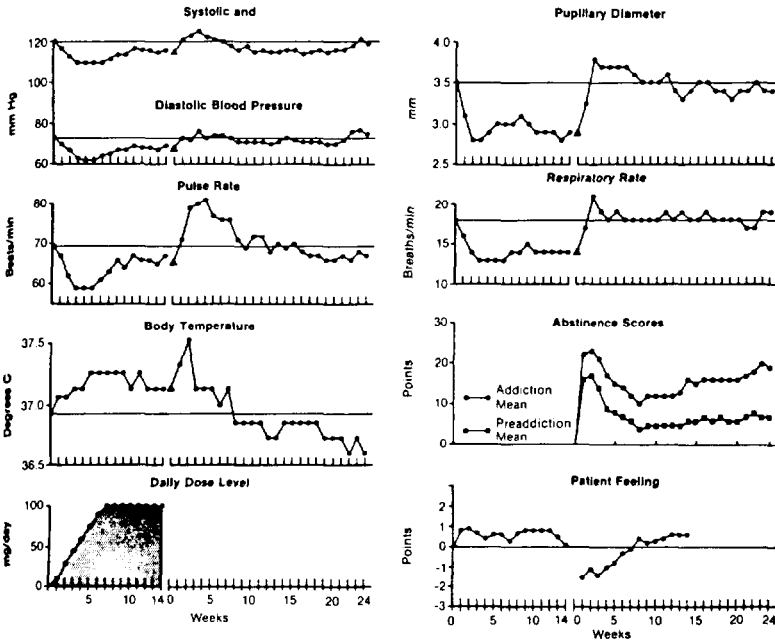 Systolic and
120
100
mm Hg
Diastolic Blood Pressure
80
60
Pulse Rate
80
70
60
Beats/min
Body Temperature
37.5
37.0
36.5
Degrees C
Daily Dose Level
100
50
0
mg/day
5 10 14 0 5 10 15 20 24
Weeks
Pupillary Diameter
4.0
3.5
3.0
2.5
mm
Respiratory Rate
20
15
10
Breaths/min
Abstinence Scores
30
20
10
0
Points
Addiction
Mean
Preaddiction
Mean
Patient Feeling
2
1
0
-1
-2
-3
Points
0 5 10 14 0 5 10 15 20 24
Weeks